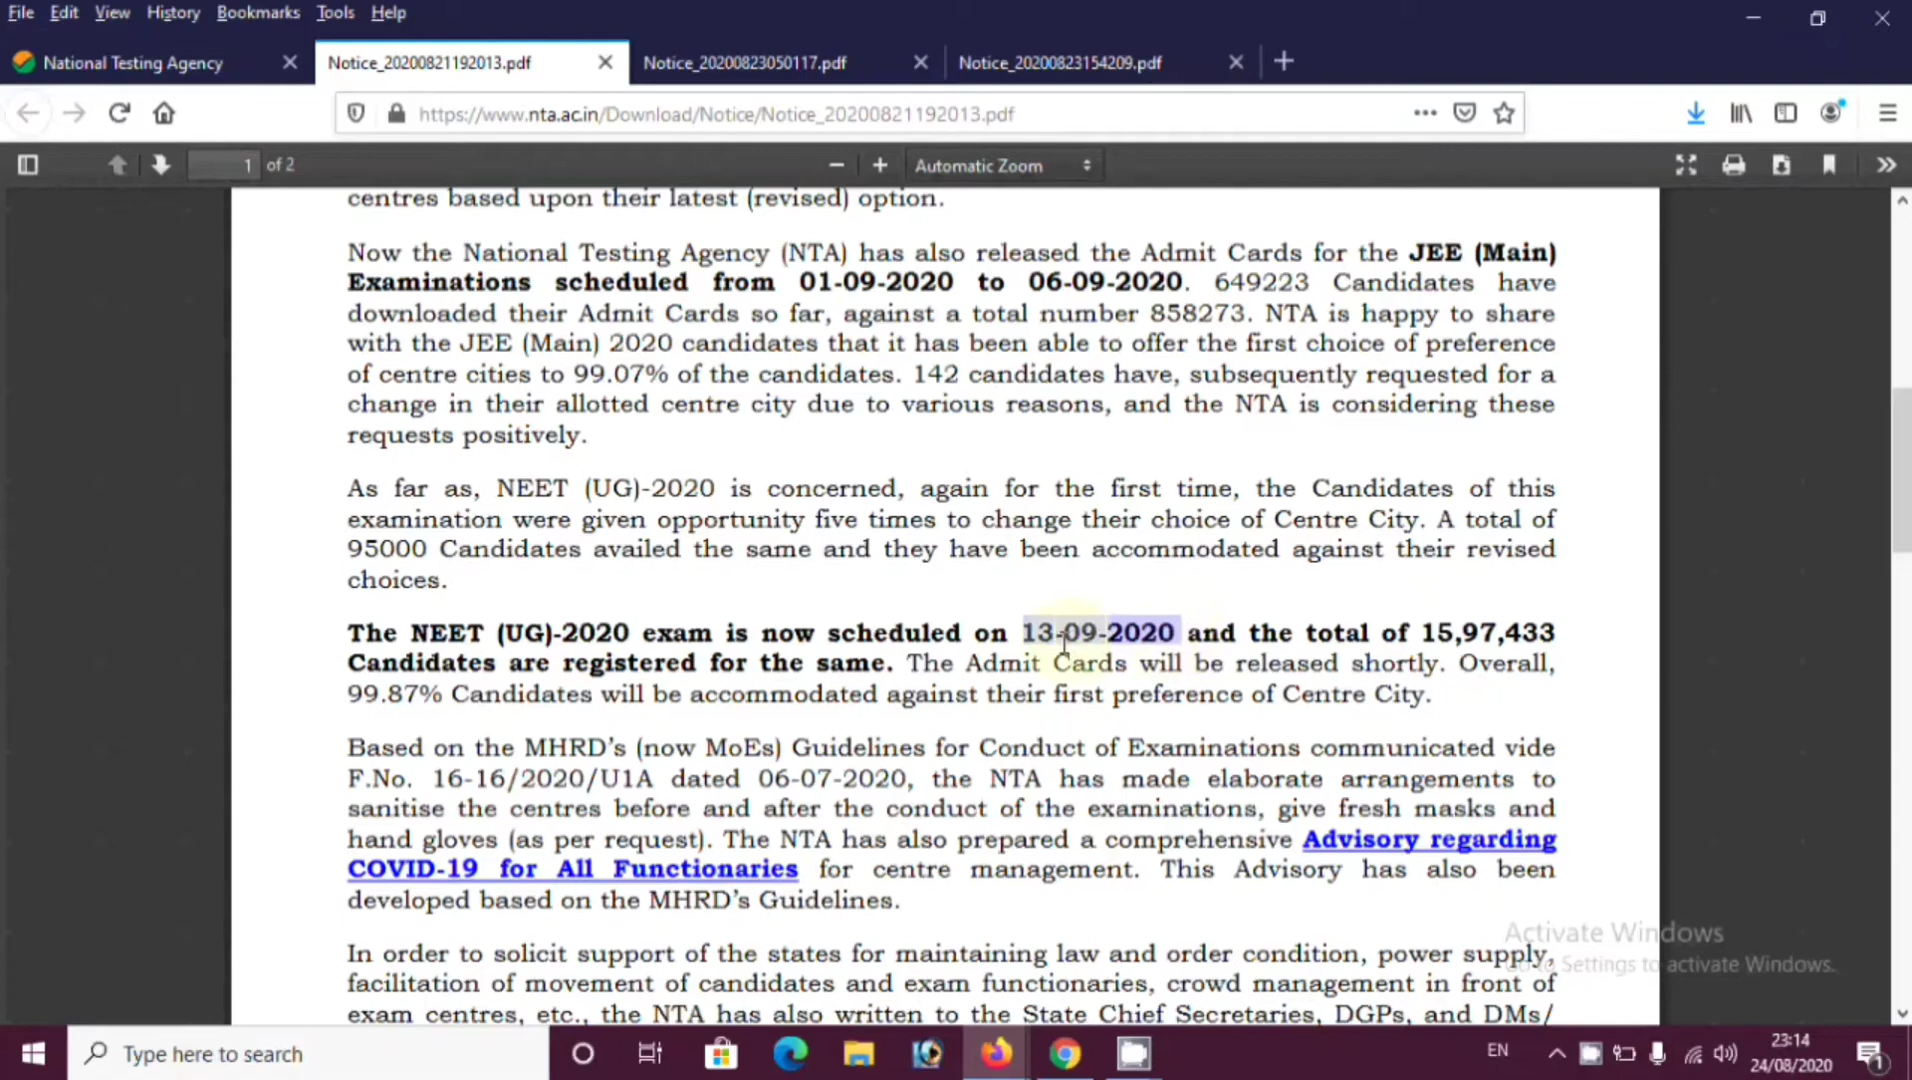 File Edit View History Bookmarks Tools Help
National Testing Agency
Notice_20200821192013.pdf
Notice_20200823050117.pdf
Notice_20200823154209.pdf
https://www.nta.ac.in/Download/Notice/Notice_20200821192013.pdf
1 of 2
Automatic Zoom
centres based upon their latest (revised) option.
Now the National Testing Agency (NTA) has also released the Admit Cards for the JEE (Main)
Examinations scheduled from 01-09-2020 to 06-09-2020. 649223 Candidates have
downloaded their Admit Cards so far, against a total number 858273. NTA is happy to share
with the JEE (Main) 2020 candidates that it has been able to offer the first choice of preference
of centre cities to 99.07% of the candidates. 142 candidates have, subsequently requested for a
change in their allotted centre city due to various reasons, and the NTA is considering these
requests positively.
As far as, NEET (UG)-2020 is concerned, again for the first time, the Candidates of this
examination were given opportunity five times to change their choice of Centre City. A total of
95000 Candidates availed the same and they have been accommodated against their revised
choices.
The NEET (UG)-2020 exam is now scheduled on 13-09-2020 and the total of 15,97,433
Candidates are registered for the same. The Admit Cards will be released shortly. Overall,
99.87% Candidates will be accommodated against their first preference of Centre City.
Based on the MHRD's (now MoEs) Guidelines for Conduct of Examinations communicated vide
F.No. 16-16/2020/U1A dated 06-07-2020, the NTA has made elaborate arrangements to
sanitise the centres before and after the conduct of the examinations, give fresh masks and
hand gloves (as per request). The NTA has also prepared a comprehensive Advisory regarding
COVID-19 for All Functionaries for centre management. This Advisory has also been
developed based on the MHRD's Guidelines.
In order to solicit support of the states for maintaining law and order condition, power supply,
facilitation of movement of candidates and exam functionaries, crowd management in front of
exam centres, etc., the NTA has also written to the State Chief Secretaries, DGPs, and DMs/
Activate Windows
Go to Settings to activate Windows.
Type here to search
EN
23:14
24/08/2020
1